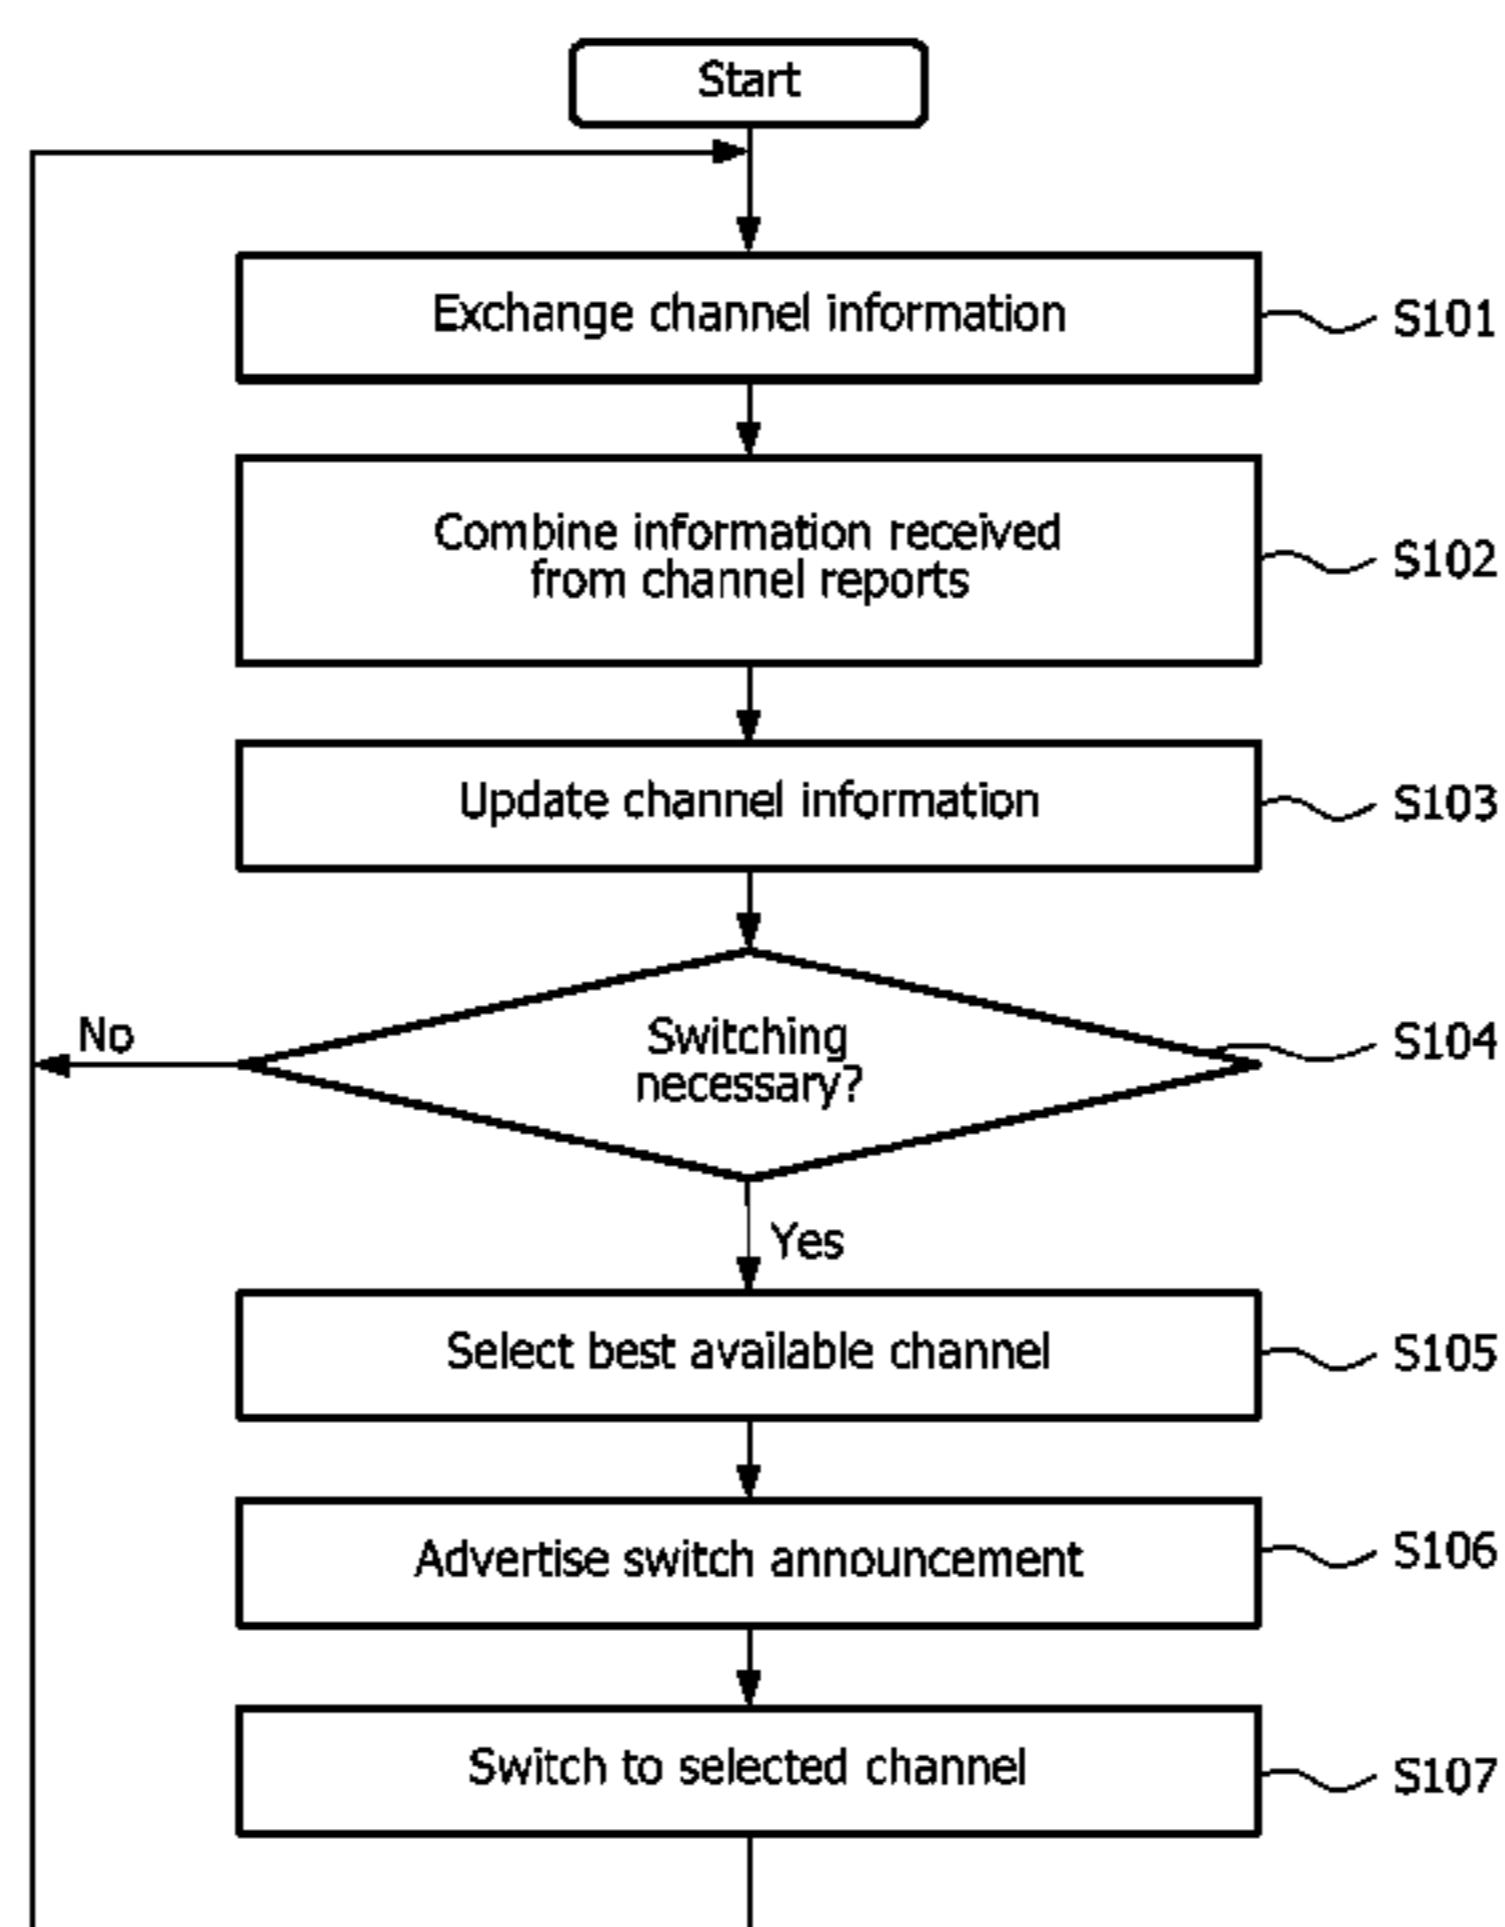 Start
Exchange channel information
S101
Combine information received
from channel reports
S102
Update channel information
S103
No
Switching
necessary?
S104
Yes
Select best available channel
S105
Advertise switch announcement
S106
Switch to selected channel
S107